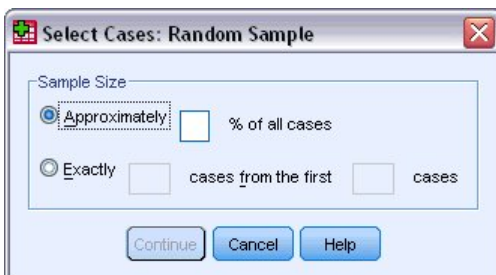 Select Cases: Random Sample
Sample Size
Approximately % of all cases
Exactly cases from the first cases
Continue Cancel Help